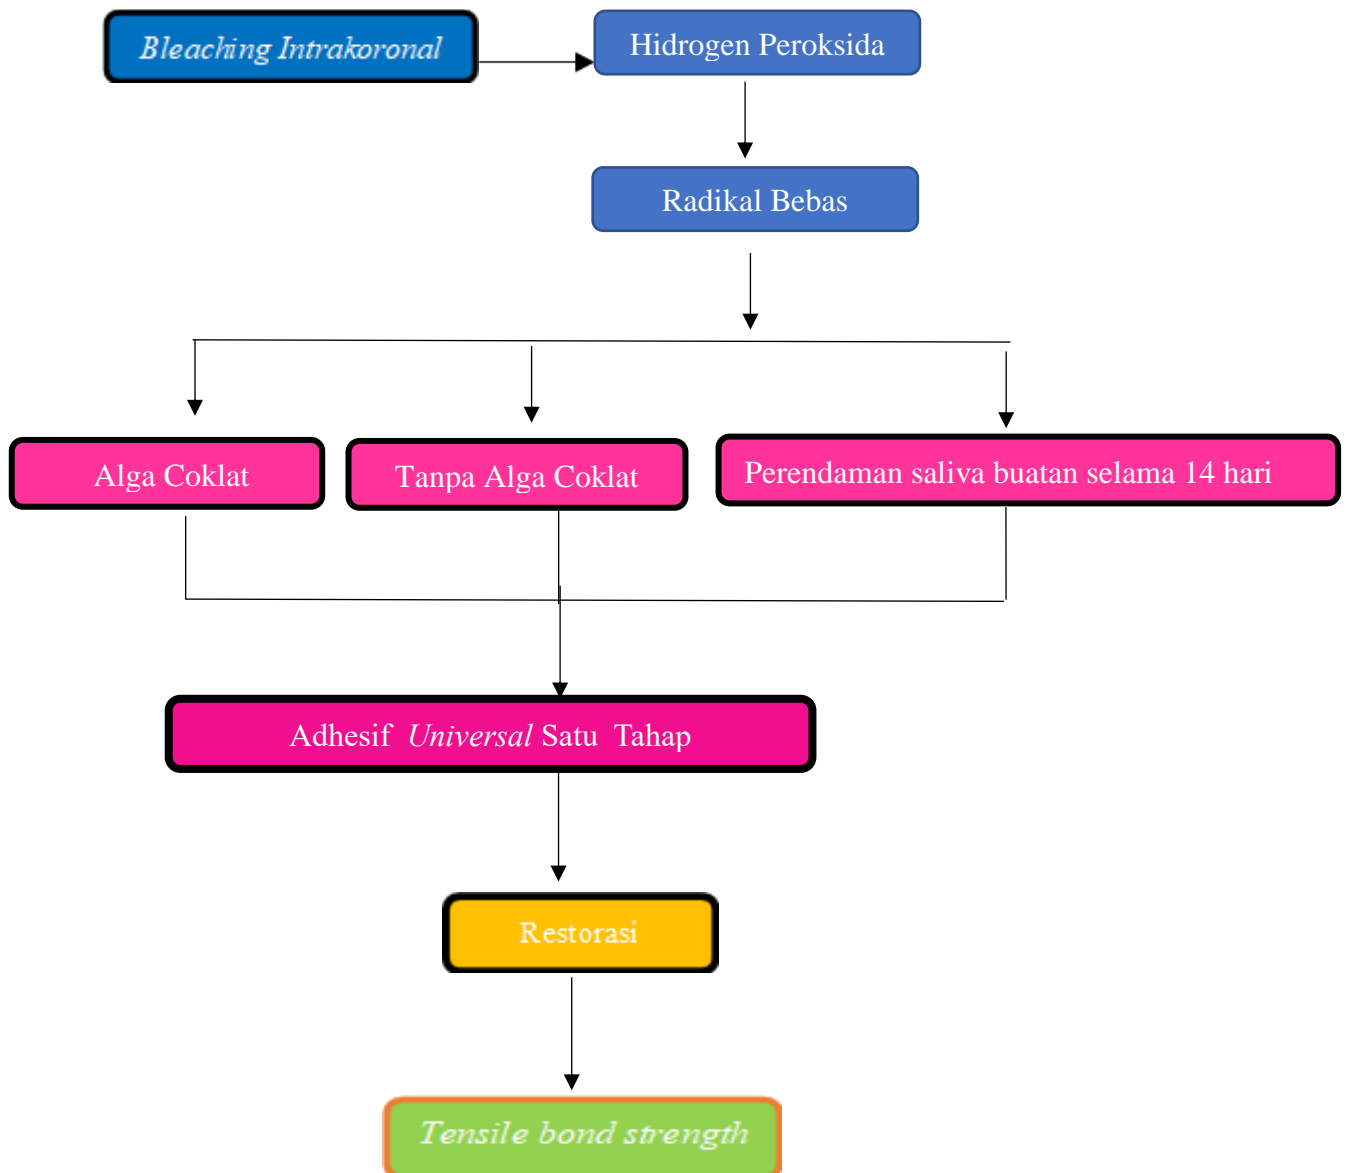 Bleaching Intrakoronal
Hidrogen Peroksida
Radikal Bebas
Alga Coklat
Tanpa Alga Coklat
Perendaman saliva buatan selama 14 hari
Adhesif Universal Satu Tahap
Restorasi
Tensile bond strength